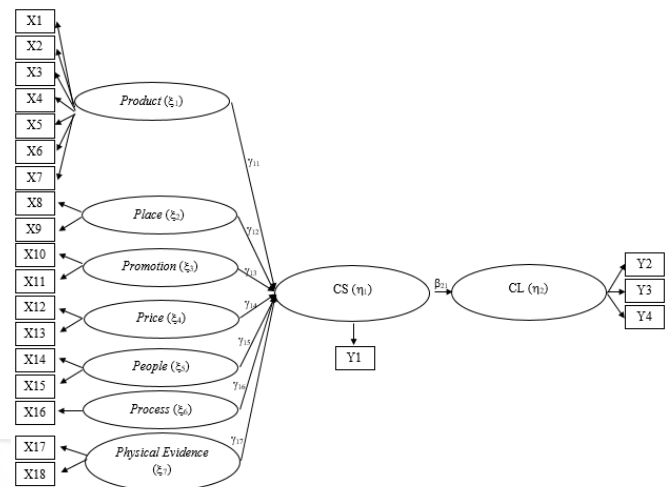 X1
X2
X3
X4
X5
X6
X7
X8
X9
X10
X11
X12
X13
X14
X15
X16
X17
X18
Product (ξ₁)
Place (ξ₂)
Promotion (ξ₃)
Price (ξ₄)
People (ξ₅)
Process (ξ₆)
Physical Evidence
(ξ₇)
γ₁₁
γ₁₂
γ₁₃
γ₁₄
γ₁₅
γ₁₆
γ₁₇
CS (η₁)
Y1
β₂₁
CL (η₂)
Y2
Y3
Y4